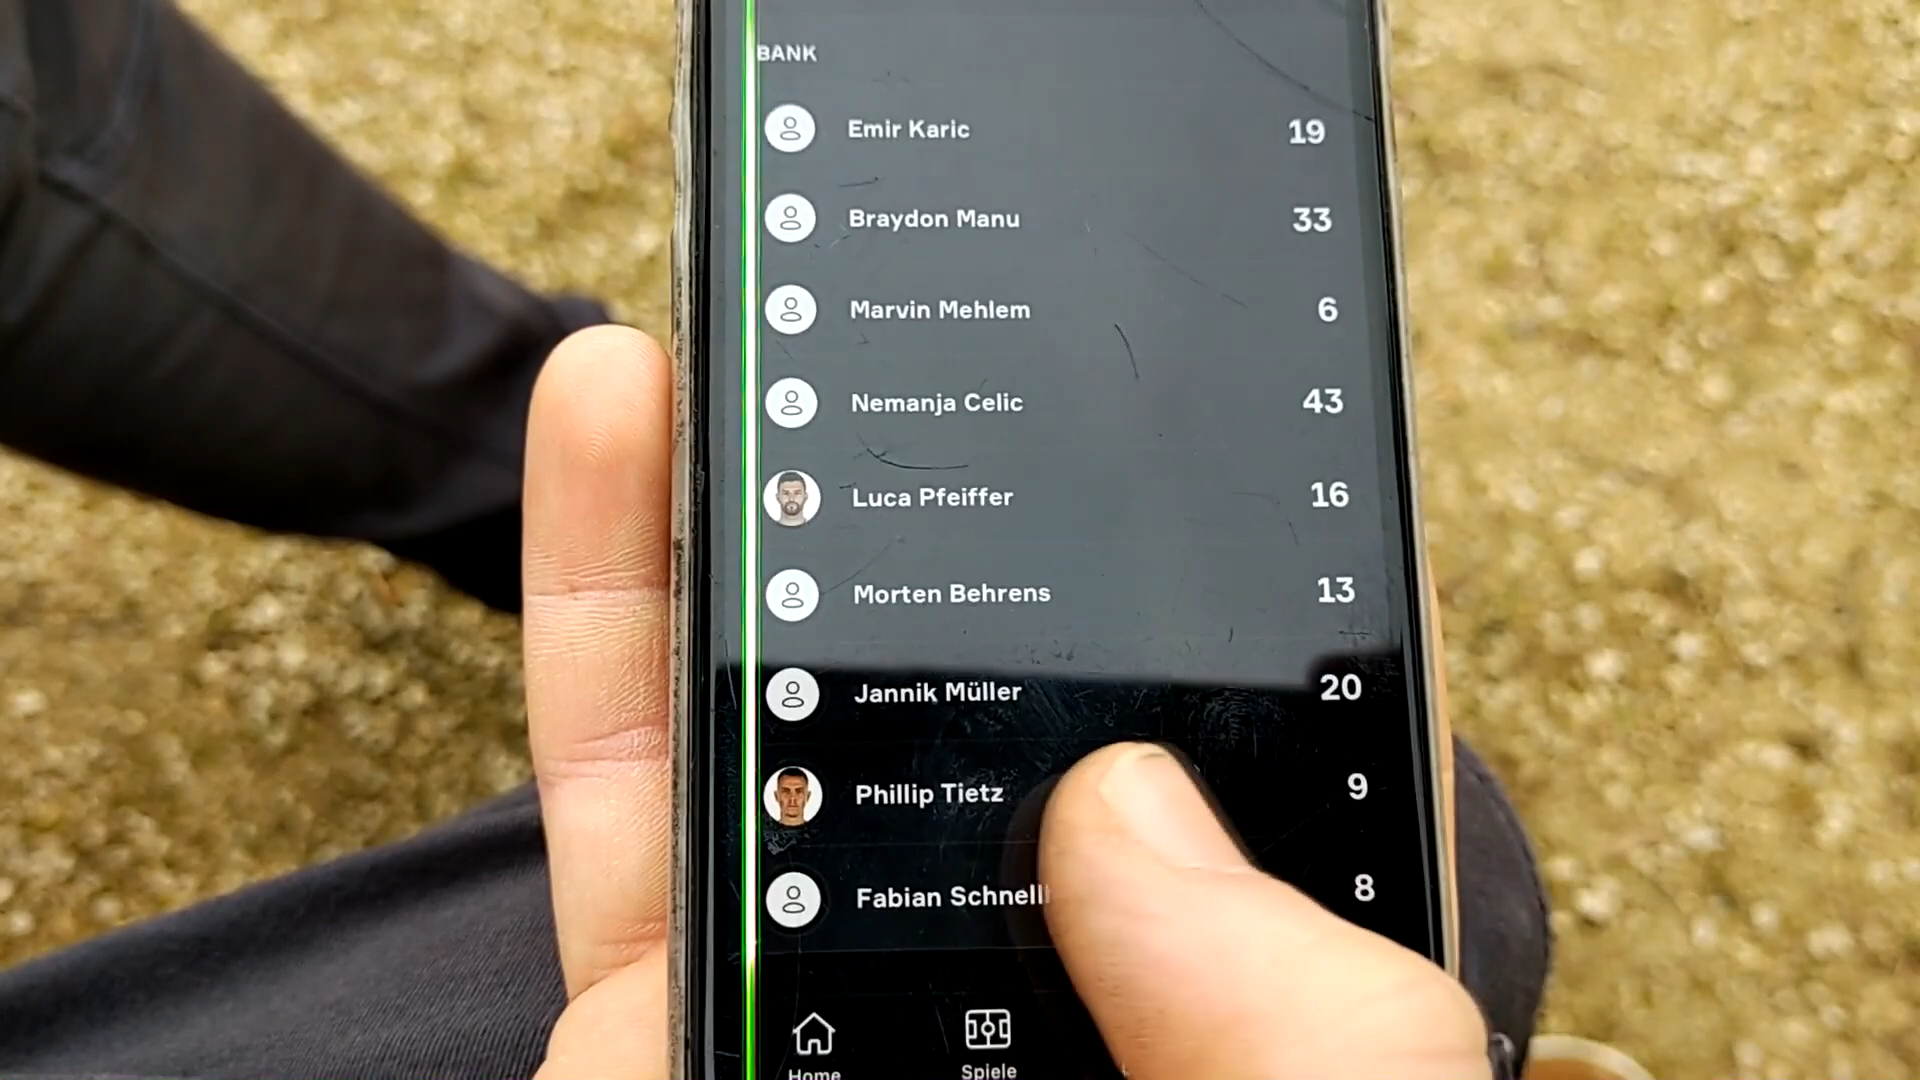 BANK
Emir Karic 19
Braydon Manu 33
Marvin Mehlem 6
Nemanja Celic 43
Luca Pfeiffer 16
Morten Behrens 13
Jannik Müller 20
Phillip Tietz 9
Fabian 8
Home Spiele